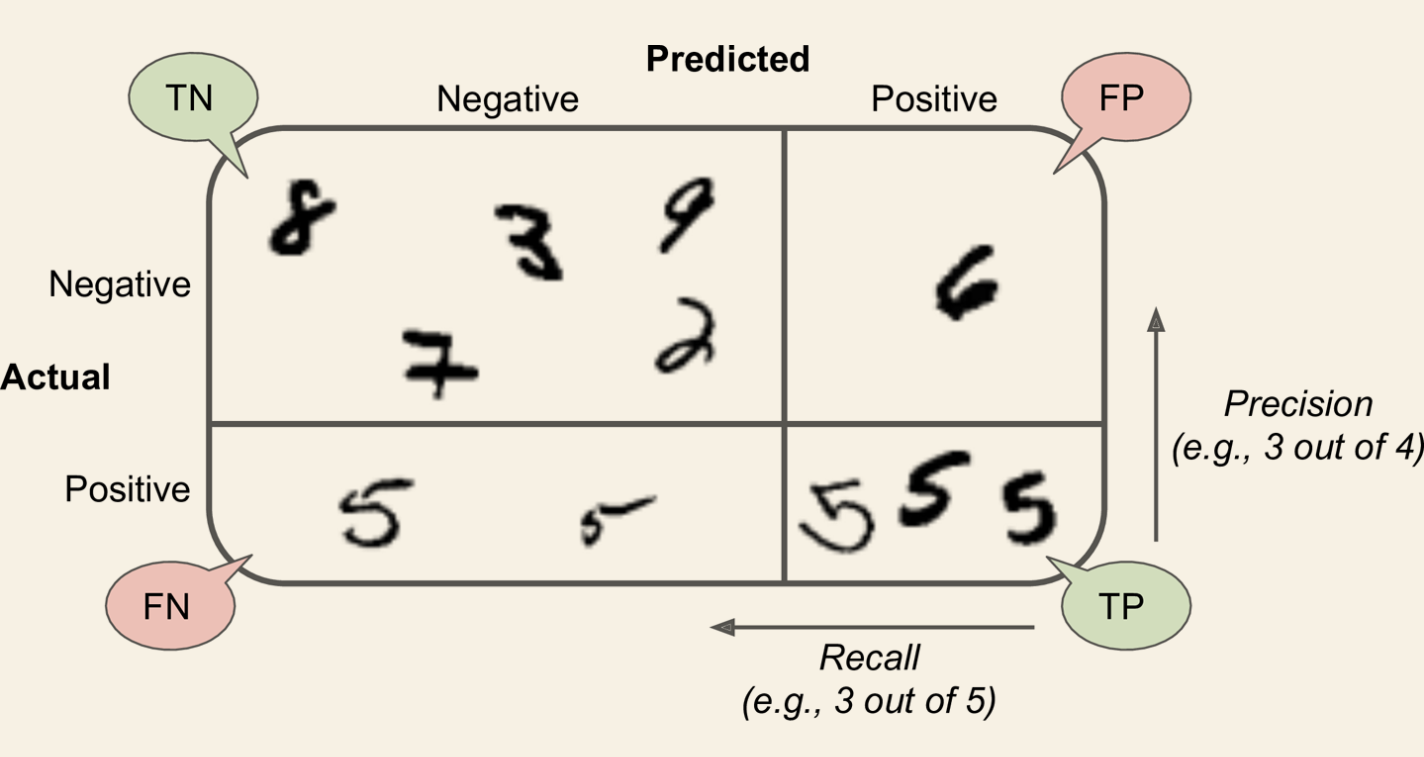 Predicted
TN
Negative
Positive
FP
8
3
9
Negative
6
7
2
Actual
Precision
(e.g., 3 out of 4)
Positive
5
5
5
5
5
FN
TP
Recall
(e.g., 3 out of 5)